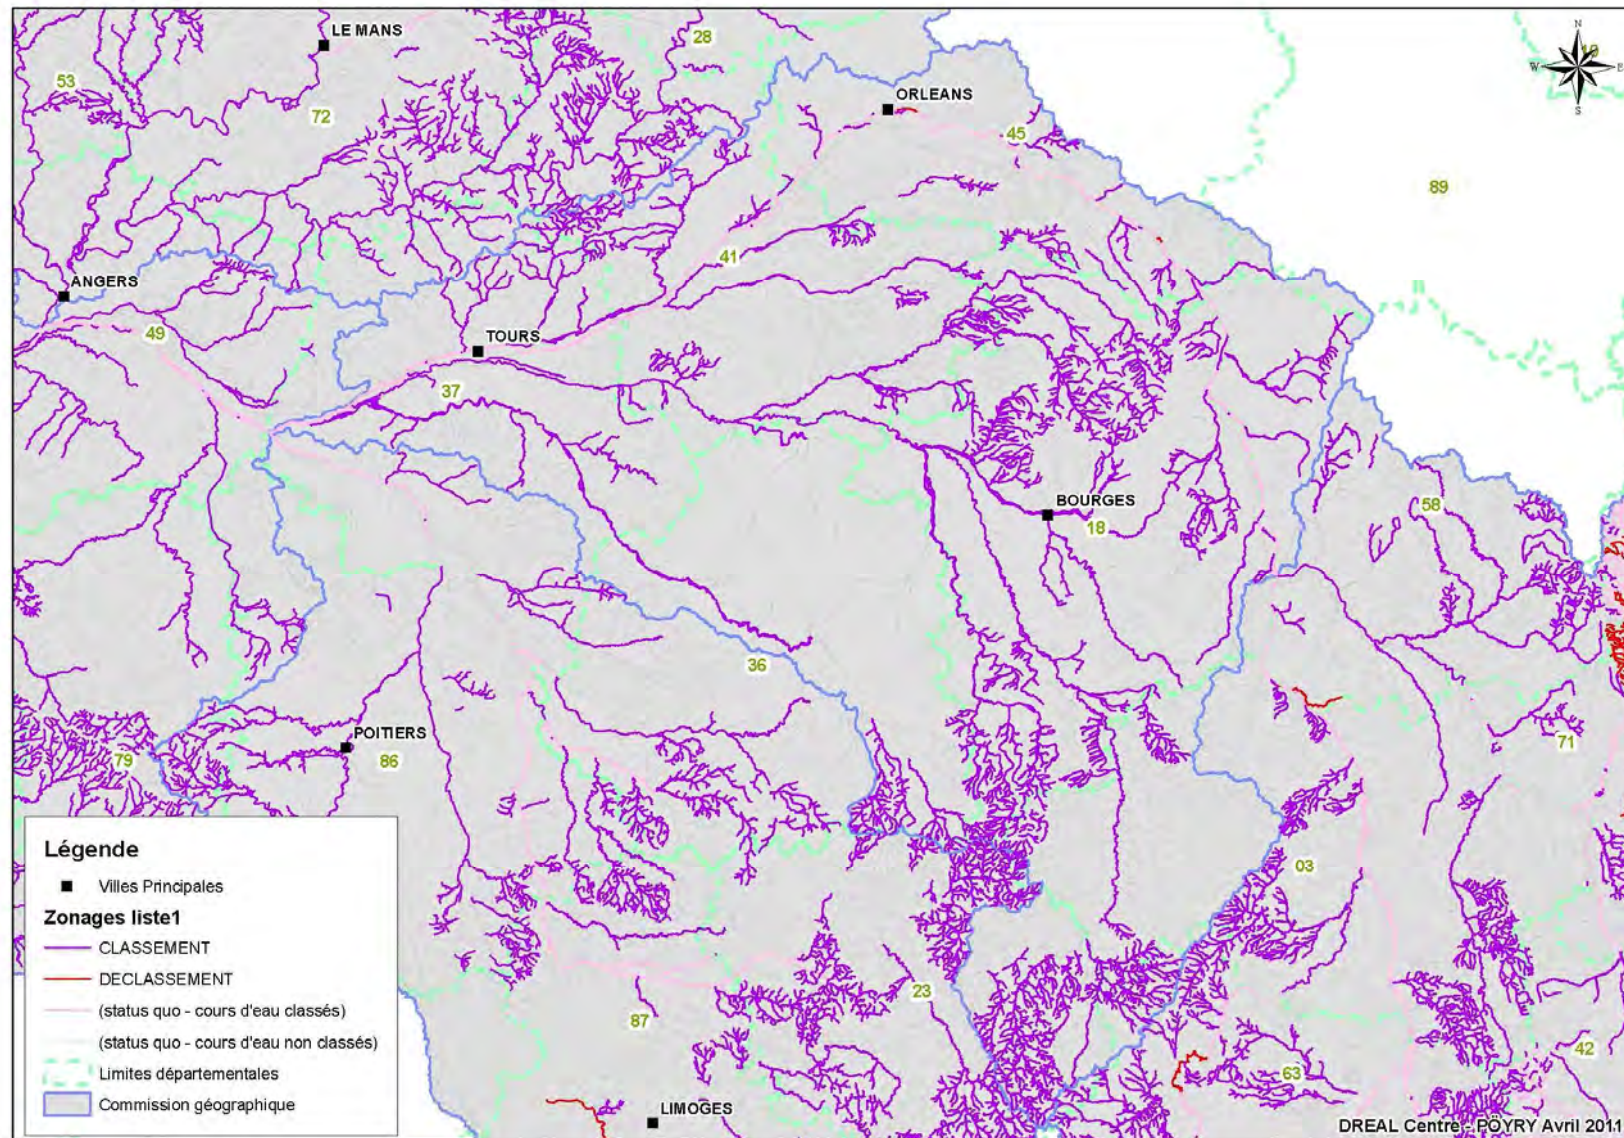 LE MANS
28
N
19
W
E
S
53
72
ORLEANS
45
89
41
ANGERS
49
TOURS
37
BOURGES
18
58
36
POITIERS
79
86
71
03
23
87
42
63
LIMOGES
Légende
Villes Principales
Zonages liste1
CLASSEMENT
DECLASSEMENT
(status quo - cours d'eau classés)
(status quo - cours d'eau non classés)
Limites départementales
Commission géographique
DREAL Centre - PÖYRY Avril 2011